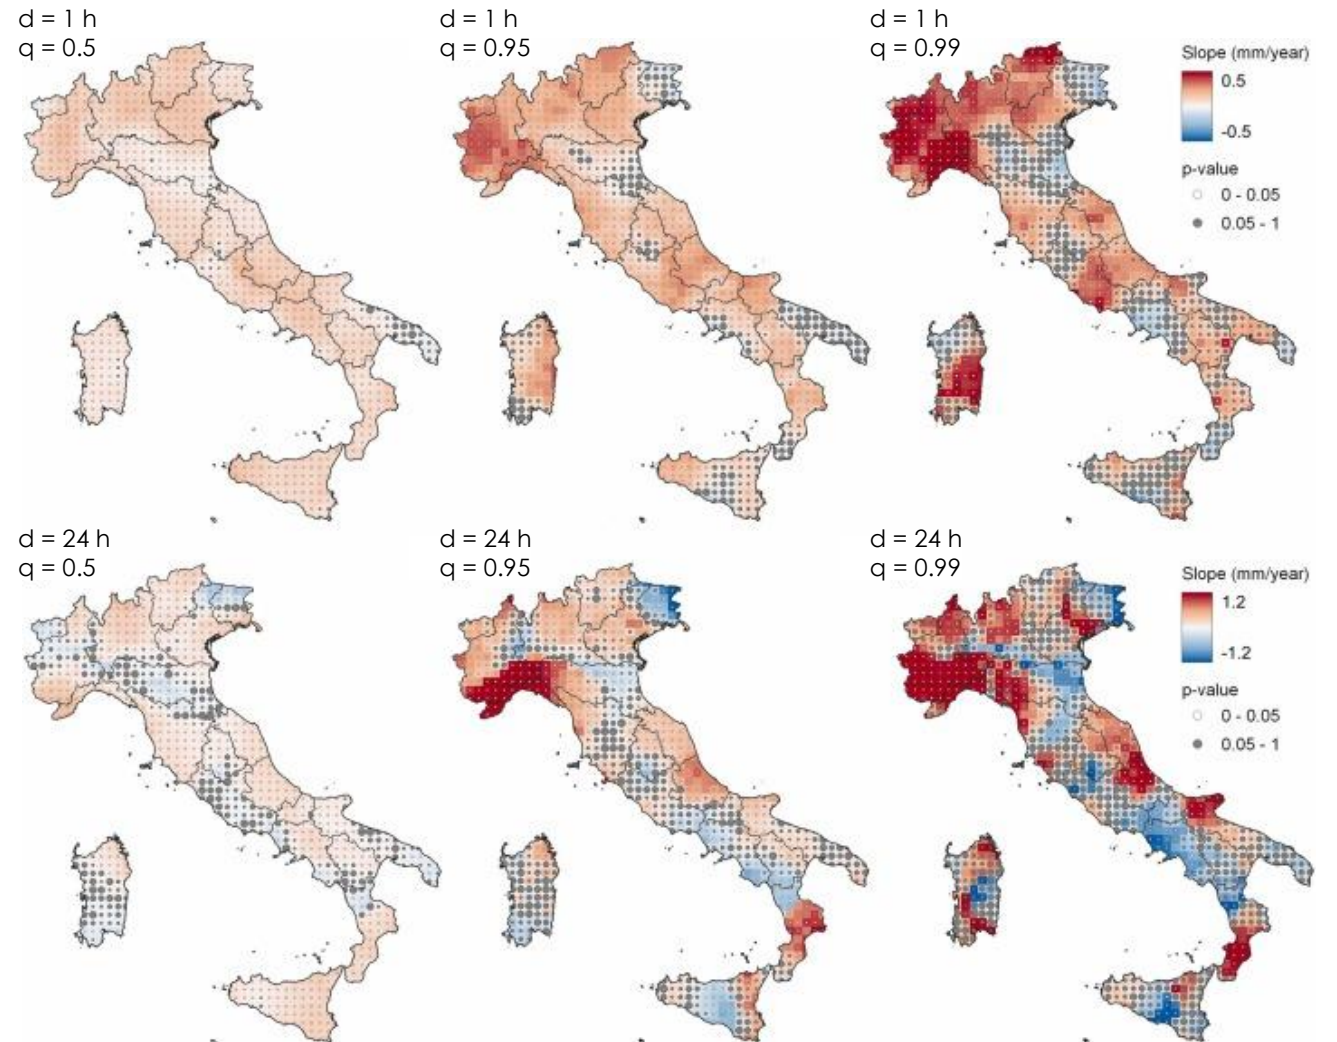 d = 1 h
q = 0.5
d = 1 h
q = 0.95
d = 1 h
q = 0.99
Slope (mm/year)
0.5
-0.5
p-value
0 - 0.05
0.05 - 1
d = 24 h
q = 0.5
d = 24 h
q = 0.95
d = 24 h
q = 0.99
Slope (mm/year)
1.2
-1.2
p-value
0 - 0.05
0.05 - 1